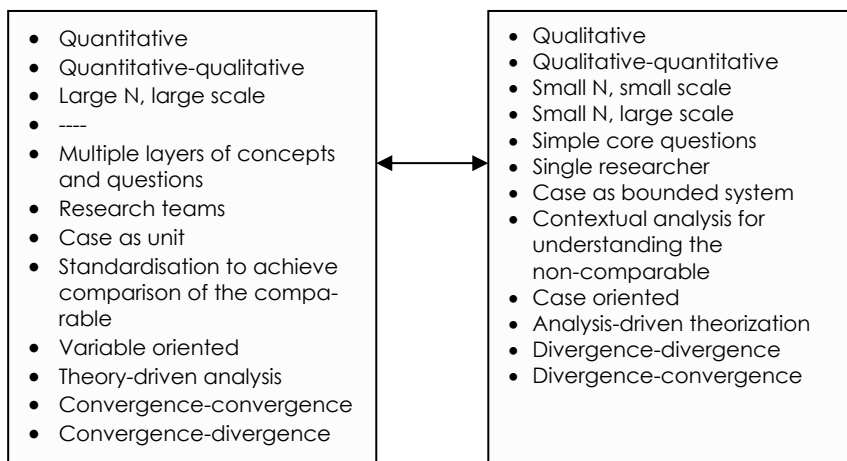 • Quantitative
• Quantitative-qualitative
• Large N, large scale
• ----
• Multiple layers of concepts
and questions
• Research teams
• Case as unit
• Standardisation to achieve
comparison of the compa-
rable
• Variable oriented
• Theory-driven analysis
• Convergence-convergence
• Convergence-divergence
• Qualitative
• Qualitative-quantitative
• Small N, small scale
• Small N, large scale
• Simple core questions
• Single researcher
• Case as bounded system
• Contextual analysis for
understanding the
non-comparable
• Case oriented
• Analysis-driven theorization
• Divergence-divergence
• Divergence-convergence